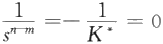 1/s^{n-m} = - 1/K* = 0